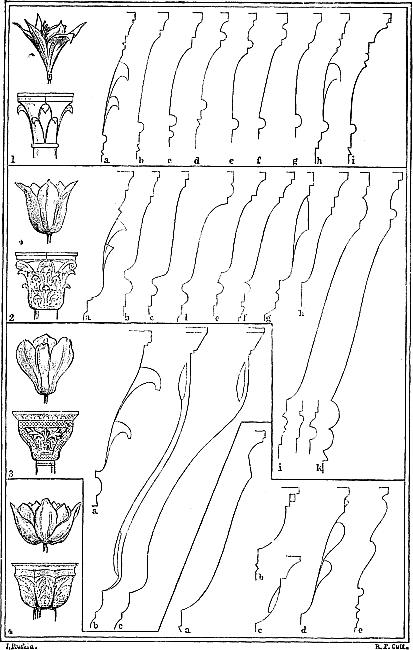 1 a b c d e f g h i
2 a b c d e f g h
i k
3 a
b c
4 a b c d e
J. Ruskin. R. P. Cuff.